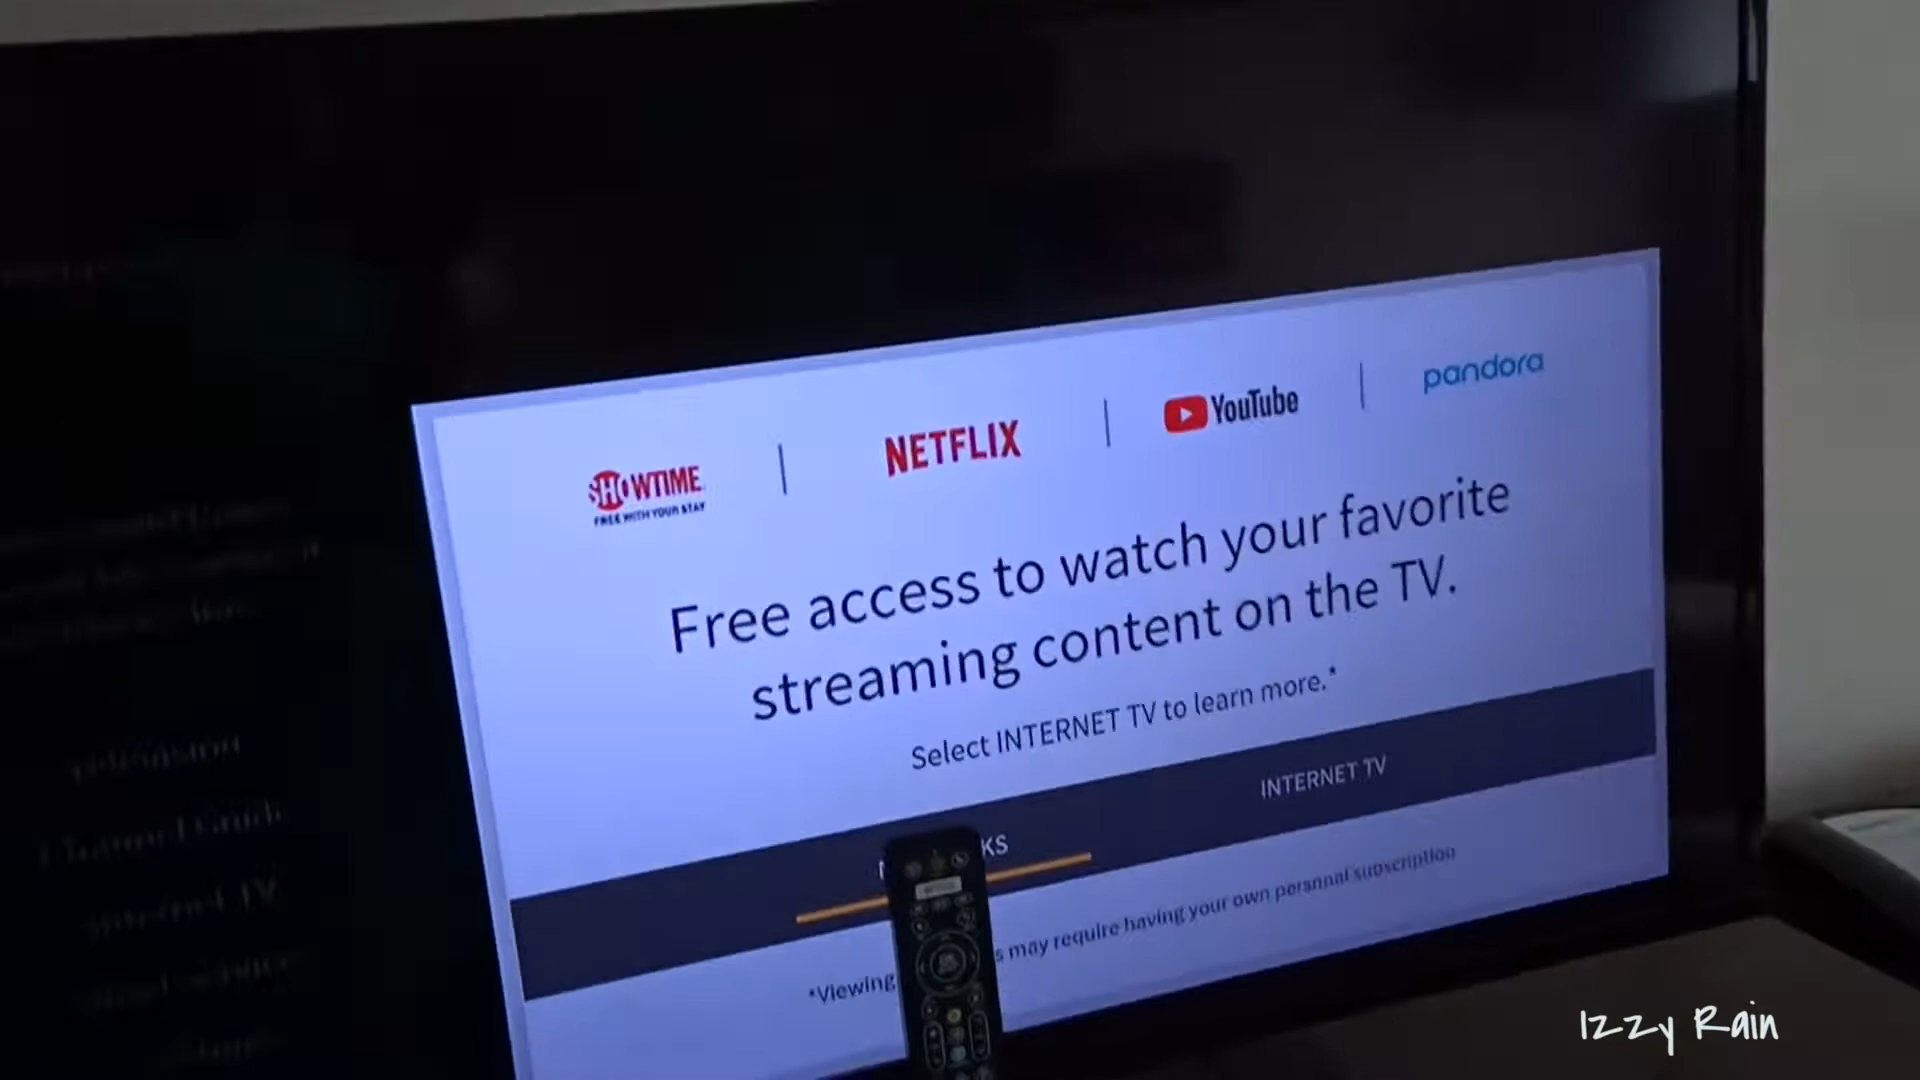 SHOWTIME
FREE WITH YOUR STAY
NETFLIX
YouTube
pandora
Free access to watch your favorite
streaming content on the TV.
Select INTERNET TV to learn more.*
KS
INTERNET TV
*Viewing s may require having your own personal subscription
Izzy Rain